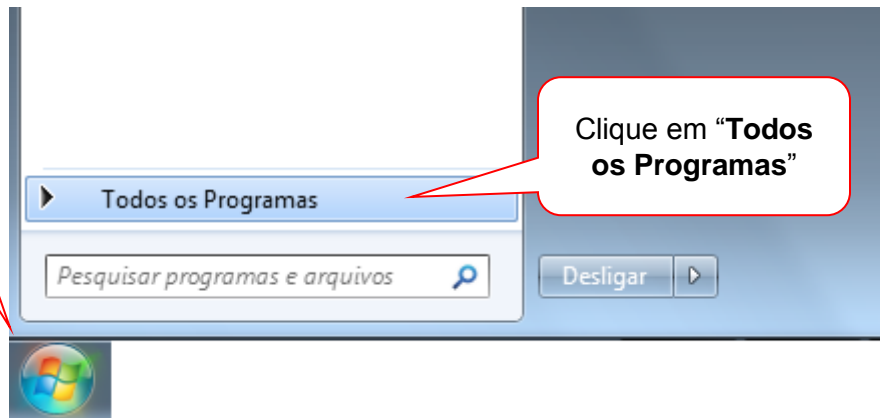 Clique em “Todos
os Programas”
Todos os Programas
Pesquisar programas e arquivos
Desligar